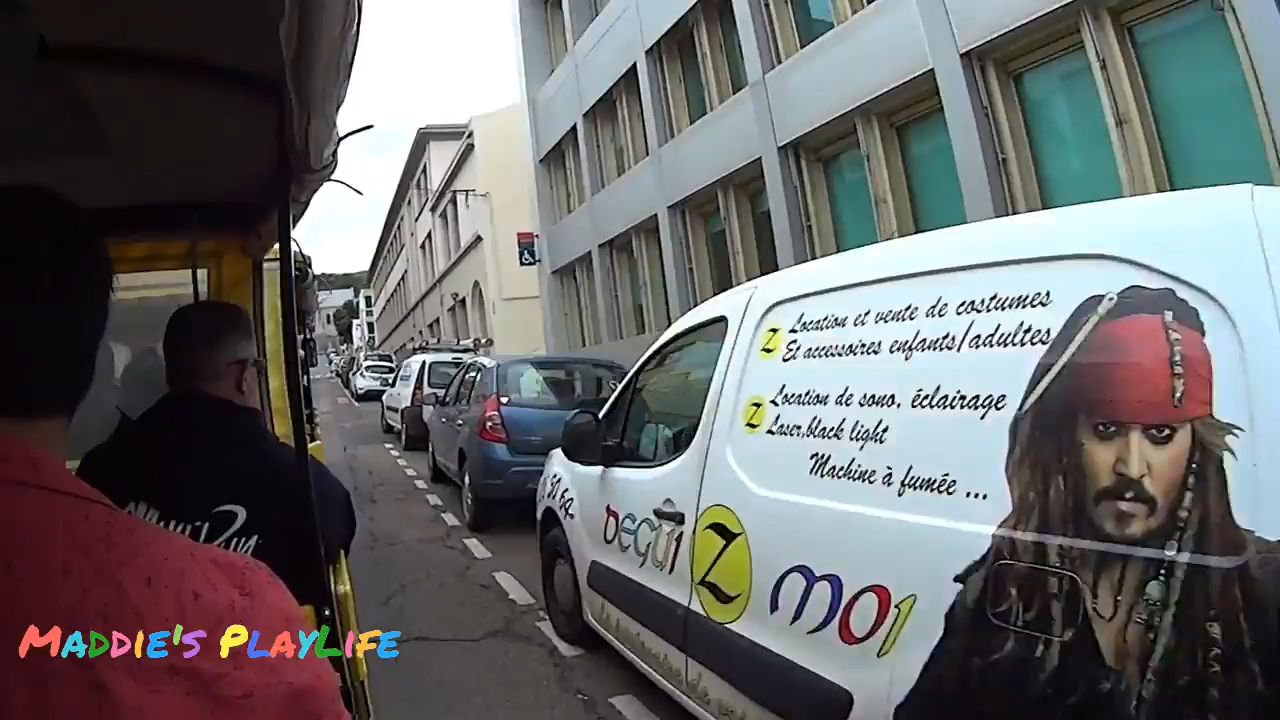 Location et vente de costumes
Z Et accessoires enfants/adultes
Z Location de sono, éclairage
Laser,black light
Machine à fumée ...
DEGUI Z MOI
MADDIE'S PLAYLIFE